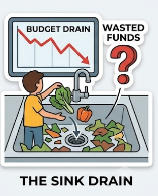 BUDGET DRAIN
WASTED
FUNDS
?
THE SINK DRAIN